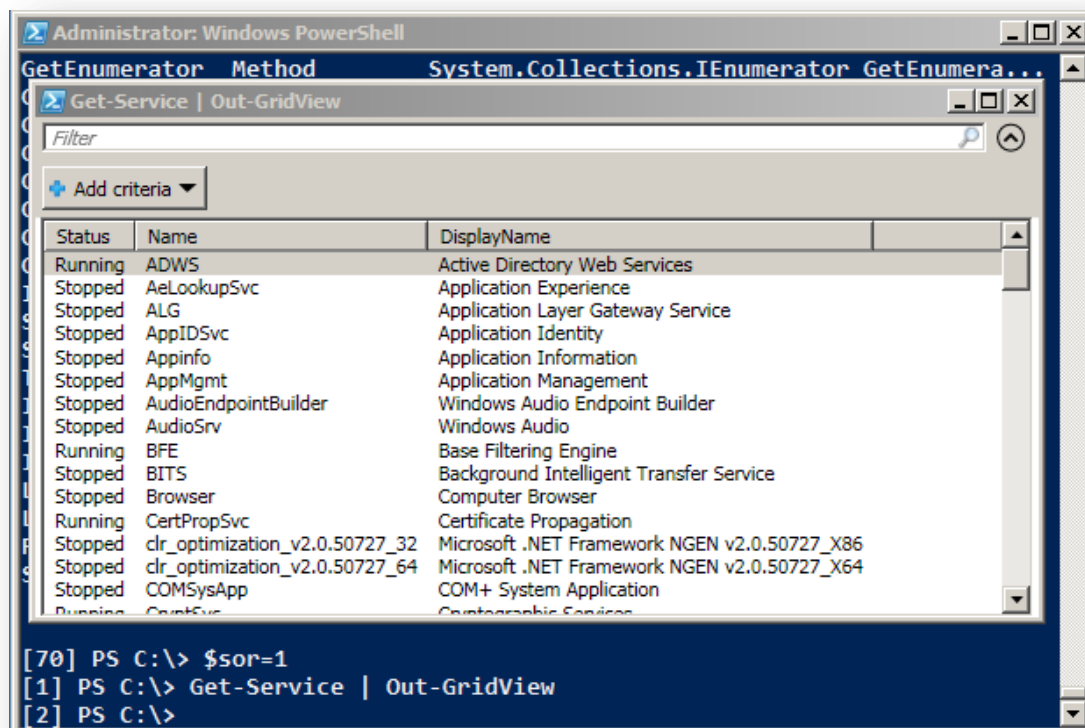 Administrator: Windows PowerShell
GetEnumerator Method System.Collections.IEnumerator GetEnumera...
Get-Service | Out-GridView
Filter
Add criteria
Status Name DisplayName
Running ADWS Active Directory Web Services
Stopped AeLookupSvc Application Experience
Stopped ALG Application Layer Gateway Service
Stopped AppIDSvc Application Identity
Stopped Appinfo Application Information
Stopped AppMgmt Application Management
Stopped AudioEndpointBuilder Windows Audio Endpoint Builder
Stopped AudioSrv Windows Audio
Running BFE Base Filtering Engine
Stopped BITS Background Intelligent Transfer Service
Stopped Browser Computer Browser
Running CertPropSvc Certificate Propagation
Stopped clr_optimization_v2.0.50727_32 Microsoft .NET Framework NGEN v2.0.50727_X86
Stopped clr_optimization_v2.0.50727_64 Microsoft .NET Framework NGEN v2.0.50727_X64
Stopped COMSysApp COM+ System Application
Running CryptSvc Cryptographic Services
[70] PS C:\> $sor=1
[1] PS C:\> Get-Service | Out-GridView
[2] PS C:\>